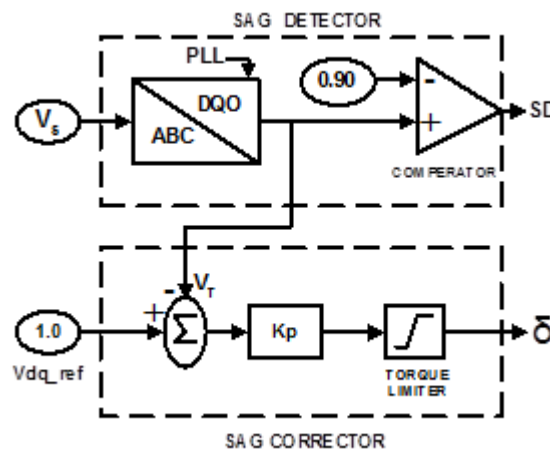 SAG DETECTOR
PLL
0.90
-
DQO
Vs
ABC
+
SD
COMPERATOR
- VT
+
1.0
Σ
Kp
δ
Vdq_ref
TORQUE
LIMITER
SAG CORRECTOR